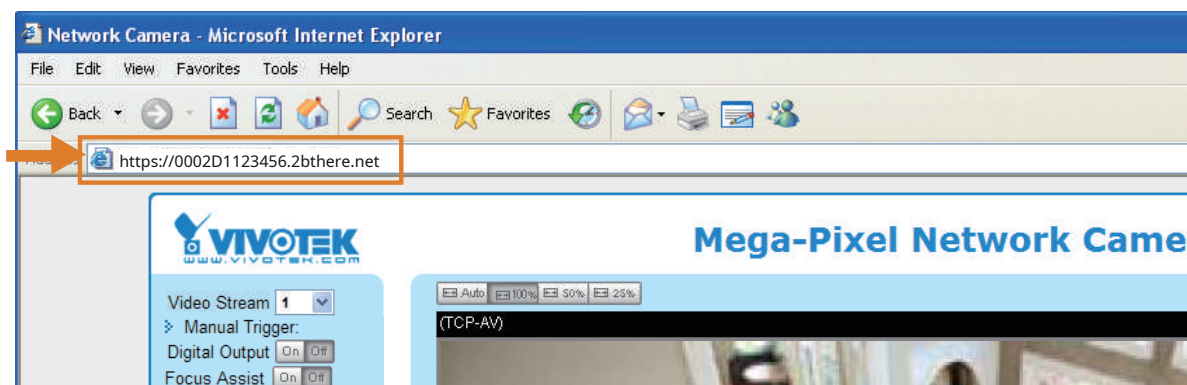 Network Camera - Microsoft Internet Explorer
File Edit View Favorites Tools Help
Back Search Favorites
https://0002D1123456.2bthere.net
VIVOTEK
www.vivotek.com
Mega-Pixel Network Came
Video Stream 1
Auto 100% 50% 25%
Manual Trigger:
(TCP-AV)
Digital Output On Off
Focus Assist On Off